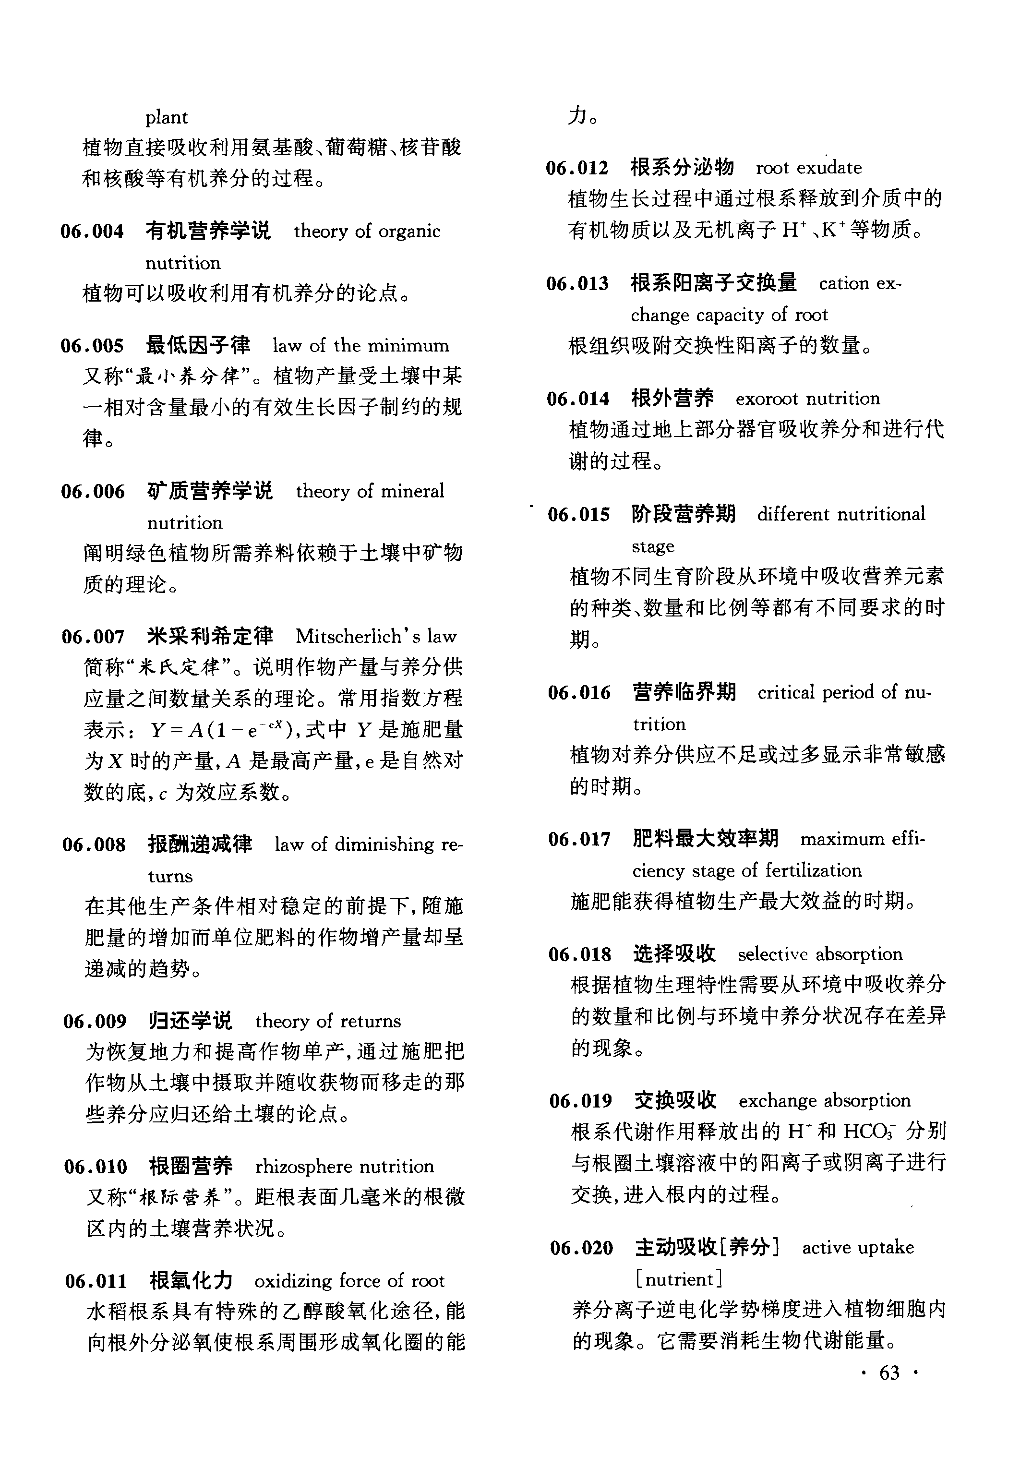 plant
植物直接吸收利用氨基酸、葡萄糖、核苷酸
和核酸等有机养分的过程。
06.004 有机营养学说 theory of organic
nutrition
植物可以吸收利用有机养分的论点。
06.005 最低因子律 law of the minimum
又称“最小养分律”。植物产量受土壤中某
一相对含量最小的有效生长因子制约的规
律。
06.006 矿质营养学说 theory of mineral
nutrition
阐明绿色植物所需养料依赖于土壤中矿物
质的理论。
06.007 米采利希定律 Mitscherlich's law
简称“米氏定律”。说明作物产量与养分供
应量之间数量关系的理论。常用指数方程
表示：Y=A(1-e⁻ᶜˣ),式中 Y 是施肥量
为 X 时的产量,A 是最高产量,e 是自然对
数的底,c 为效应系数。
06.008 报酬递减律 law of diminishing re-
turns
在其他生产条件相对稳定的前提下,随施
肥量的增加而单位肥料的作物增产量却呈
递减的趋势。
06.009 归还学说 theory of returns
为恢复地力和提高作物单产,通过施肥把
作物从土壤中摄取并随收获物而移走的那
些养分应归还给土壤的论点。
06.010 根圈营养 rhizosphere nutrition
又称“根际营养”。距根表面几毫米的根微
区内的土壤营养状况。
06.011 根氧化力 oxidizing force of root
水稻根系具有特殊的乙醇酸氧化途径,能
向根外分泌氧使根系周围形成氧化圈的能
力。
06.012 根系分泌物 root exudate
植物生长过程中通过根系释放到介质中的
有机物质以及无机离子 H⁺、K⁺等物质。
06.013 根系阳离子交换量 cation ex-
change capacity of root
根组织吸附交换性阳离子的数量。
06.014 根外营养 exoroot nutrition
植物通过地上部分器官吸收养分和进行代
谢的过程。
06.015 阶段营养期 different nutritional
stage
植物不同生育阶段从环境中吸收营养元素
的种类、数量和比例等都有不同要求的时
期。
06.016 营养临界期 critical period of nu-
trition
植物对养分供应不足或过多显示非常敏感
的时期。
06.017 肥料最大效率期 maximum effi-
ciency stage of fertilization
施肥能获得植物生产最大效益的时期。
06.018 选择吸收 selective absorption
根据植物生理特性需要从环境中吸收养分
的数量和比例与环境中养分状况存在差异
的现象。
06.019 交换吸收 exchange absorption
根系代谢作用释放出的 H⁺和 HCO₃⁻ 分别
与根圈土壤溶液中的阳离子或阴离子进行
交换,进入根内的过程。
06.020 主动吸收[养分] active uptake
[nutrient]
养分离子逆电化学势梯度进入植物细胞内
的现象。它需要消耗生物代谢能量。
· 63 ·